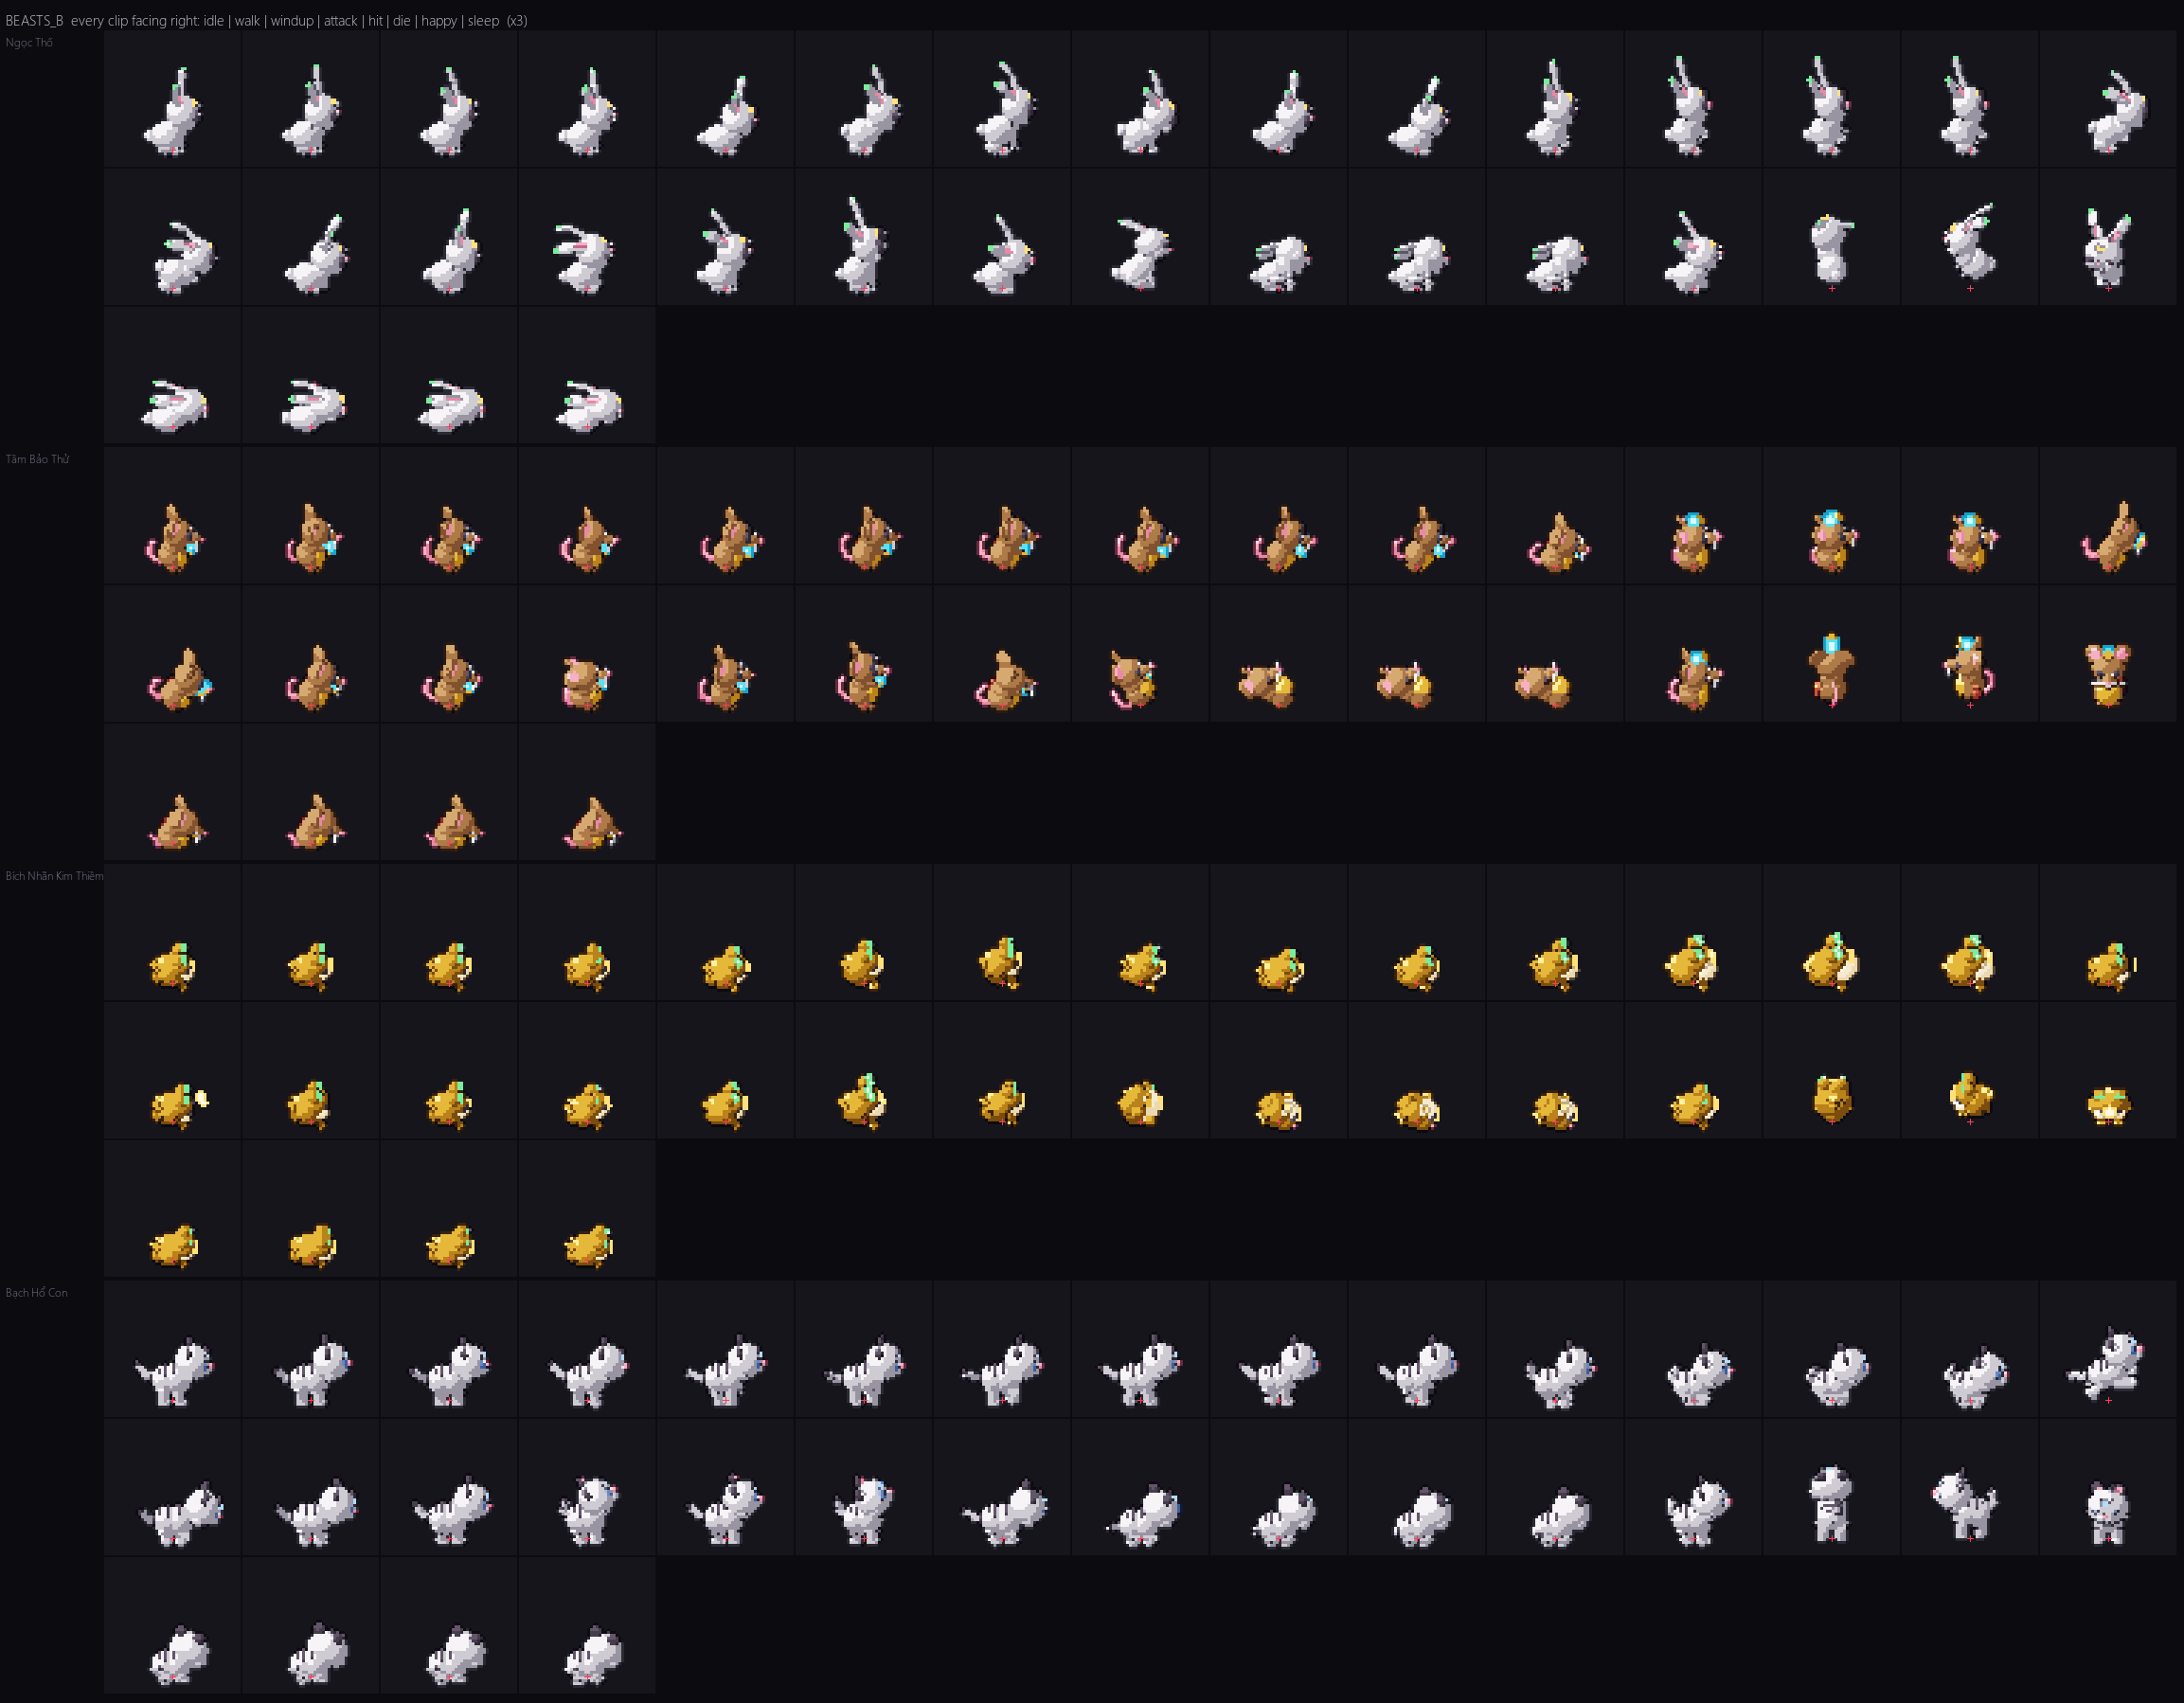 BEASTS_B every clip facing right: idle | walk | windup | attack | hit | die | happy | sleep (x3)
Ngọc Thố
Tầm Bảo Thử
Bích Nhãn Kim Thiềm
Bạch Hổ Con